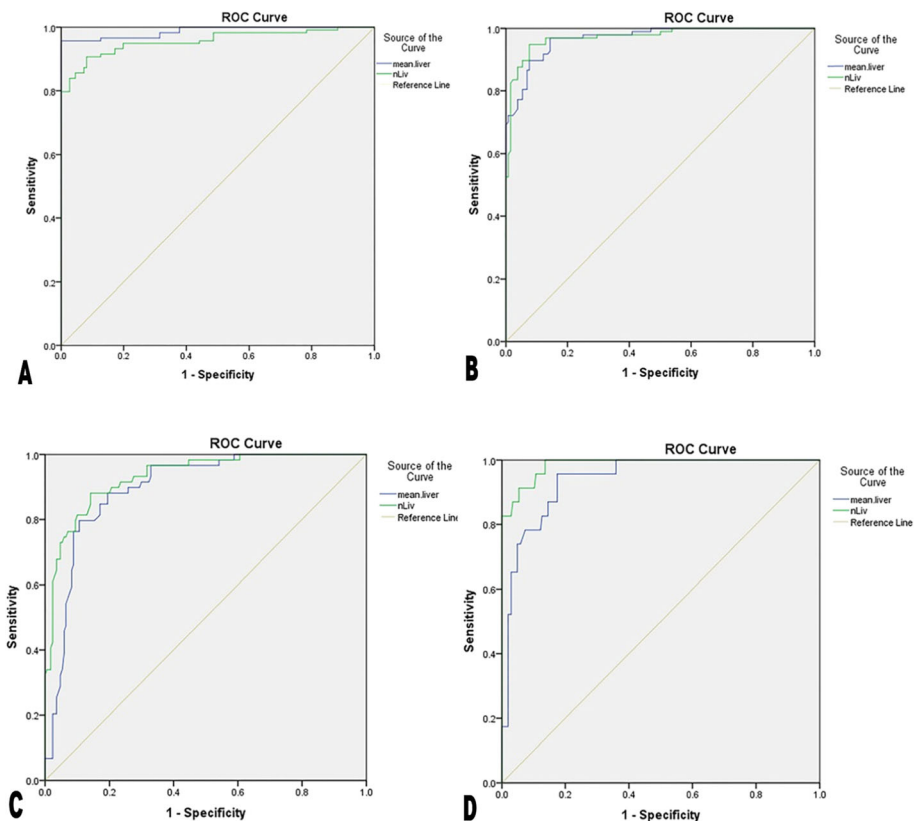 ROC Curve
1.0
0.8
0.6
0.4
0.2
0.0
Sensitivity
0.0 0.2 0.4 0.6 0.8 1.0
1 - Specificity
Source of the
Curve
mean.liver
nLiv
Reference Line
A
ROC Curve
1.0
0.8
0.6
0.4
0.2
0.0
Sensitivity
0.0 0.2 0.4 0.6 0.8 1.0
1 - Specificity
Source of the
Curve
mean.liver
nLiv
Reference Line
B
ROC Curve
1.0
0.8
0.6
0.4
0.2
0.0
Sensitivity
0.0 0.2 0.4 0.6 0.8 1.0
1 - Specificity
Source of the
Curve
mean.liver
nLiv
Reference Line
C
ROC Curve
1.0
0.8
0.6
0.4
0.2
0.0
Sensitivity
0.0 0.2 0.4 0.6 0.8 1.0
1 - Specificity
Source of the
Curve
mean.liver
nLiv
Reference Line
D